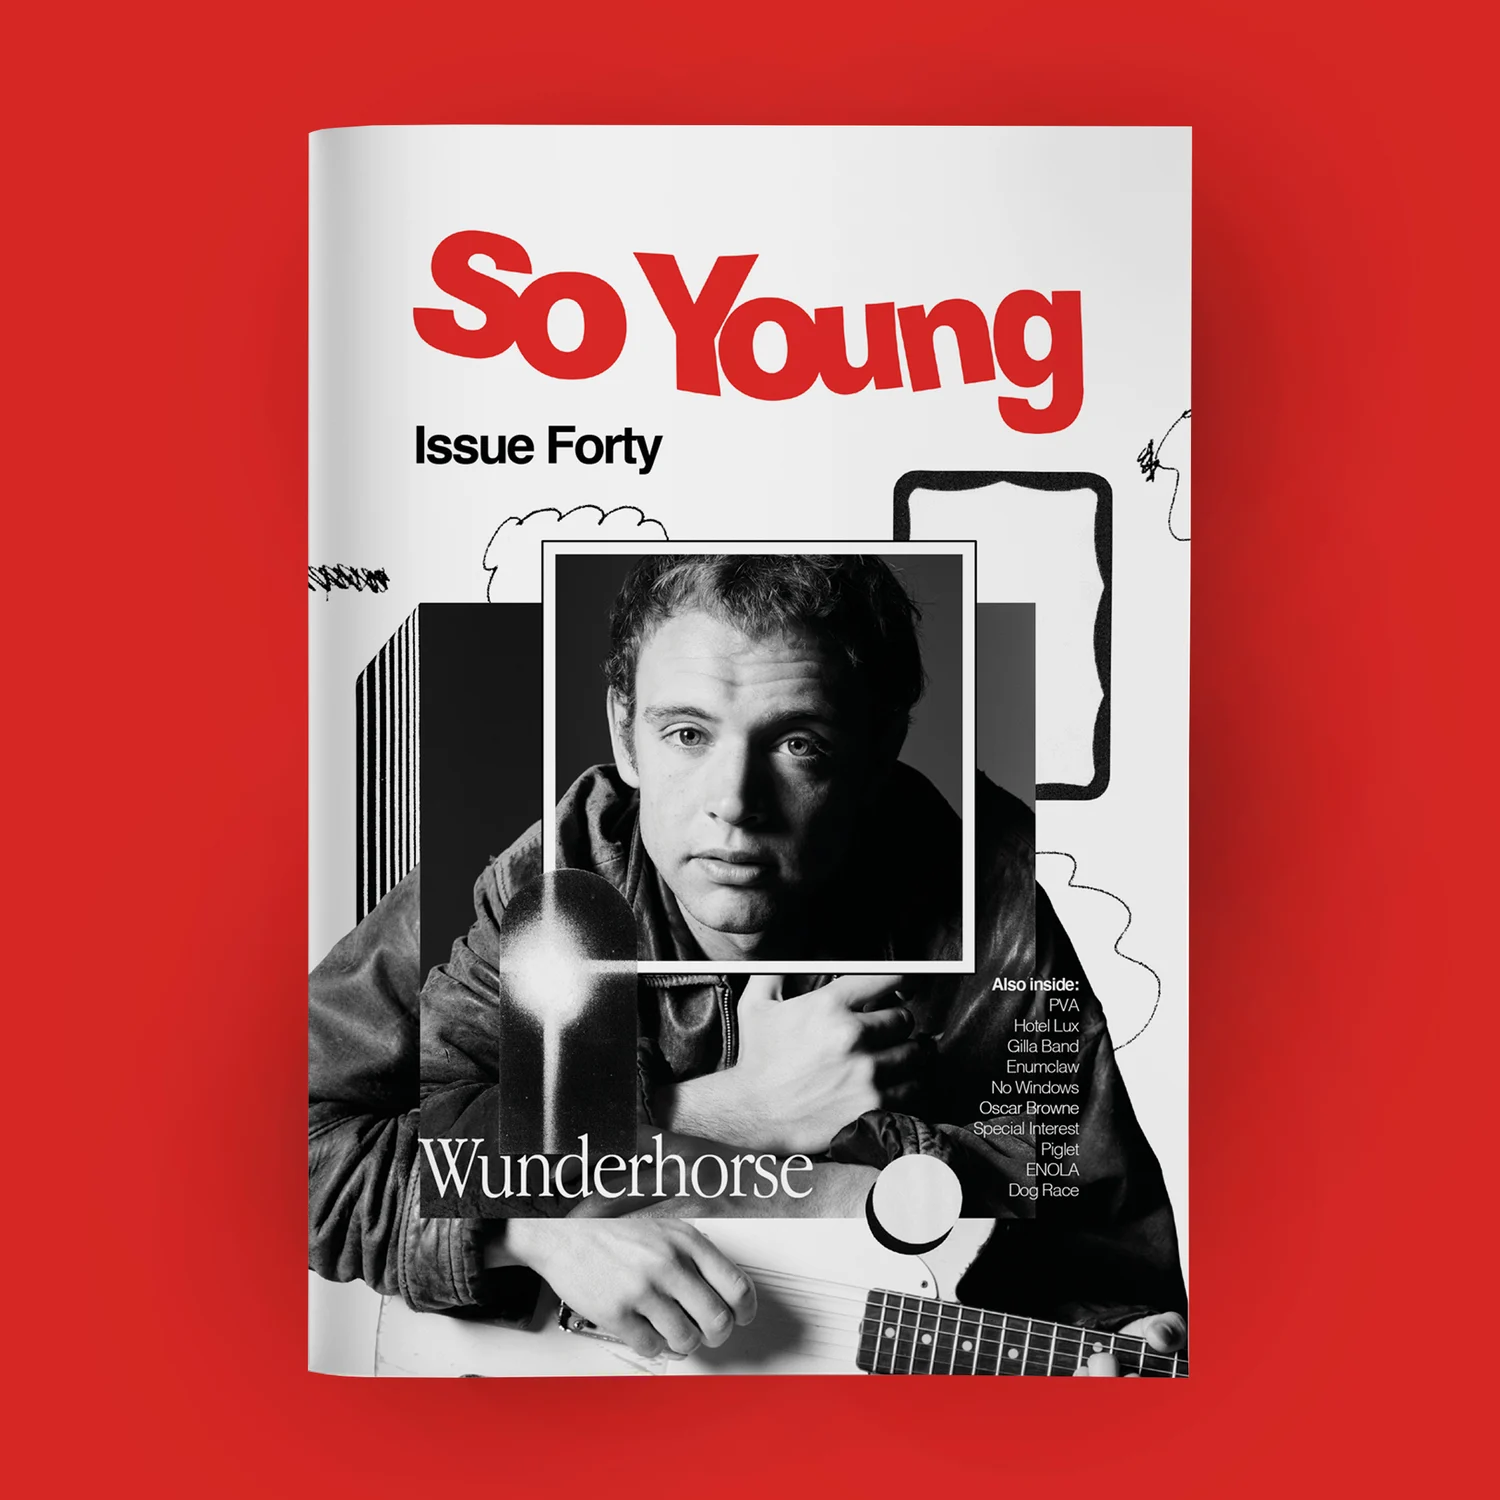 So Young
Issue Forty
Also inside:
PVA
Hotel Lux
Gilla Band
Enumclaw
No Windows
Oscar Browne
Special Interest
Piglet
ENOLA
Dog Race
Wunderhorse